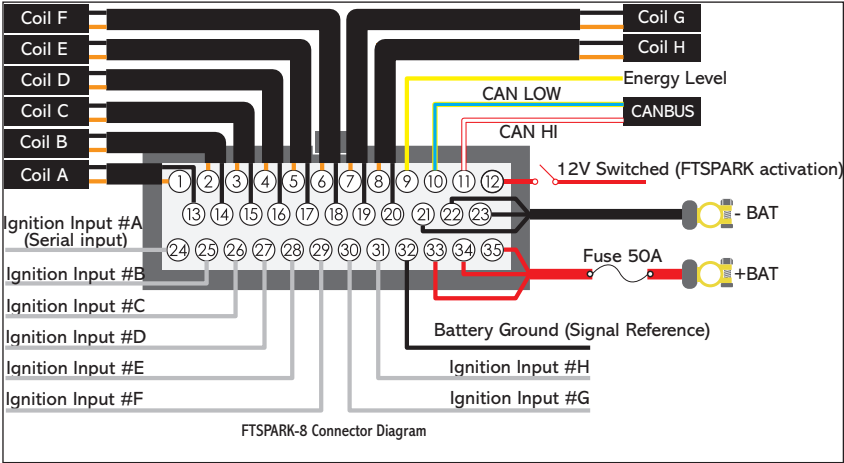 Coil F
Coil E
Coil D
Coil C
Coil B
Coil A
Coil G
Coil H
Energy Level
CAN LOW
CANBUS
CAN HI
12V Switched (FTSPARK activation)
1 2 3 4 5 6 7 8 9 10 11 12
13 14 15 16 17 18 19 20 21 22 23
- BAT
Ignition Input #A
(Serial input)
24 25 26 27 28 29 30 31 32 33 34 35
Fuse 50A
+BAT
Ignition Input #B
Ignition Input #C
Ignition Input #D
Ignition Input #E
Ignition Input #F
Battery Ground (Signal Reference)
Ignition Input #H
Ignition Input #G
FTSPARK-8 Connector Diagram